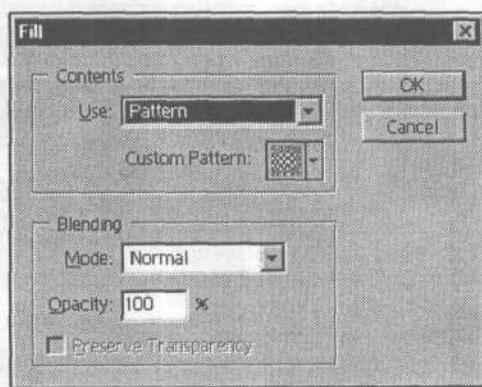 Fill
Contents
Use: Pattern
Custom Pattern:
OK
Cancel
Blending
Mode: Normal
Opacity: 100 %
Preserve Transparency